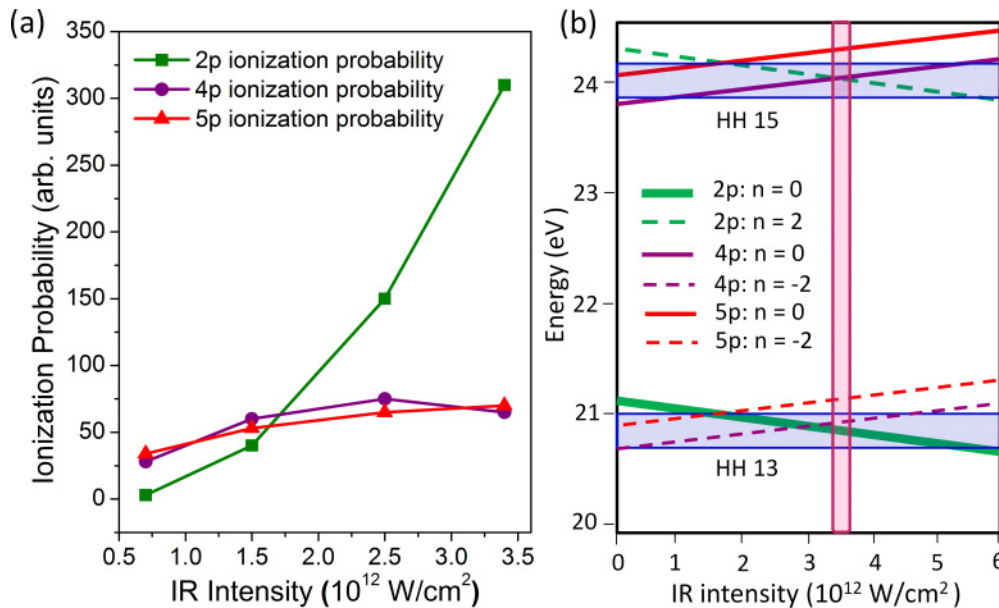 (a)
350
300
250
200
150
100
50
0
Ionization Probability (arb. units)
2p ionization probability
4p ionization probability
5p ionization probability
0.5 1.0 1.5 2.0 2.5 3.0 3.5
IR Intensity (10¹² W/cm²)
(b)
24
23
22
21
20
Energy (eV)
HH 15
2p: n = 0
2p: n = 2
4p: n = 0
4p: n = -2
5p: n = 0
5p: n = -2
HH 13
0 1 2 3 4 5 6
IR intensity (10¹² W/cm²)